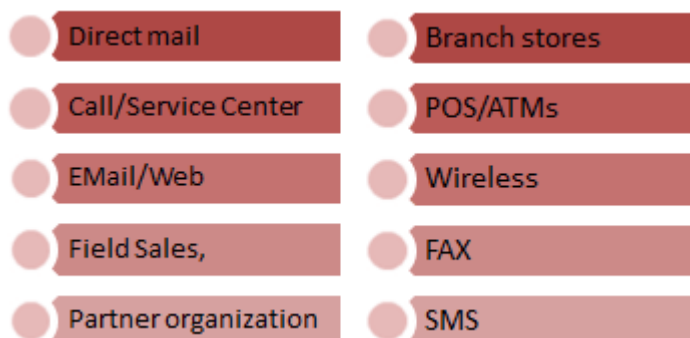 Direct mail
Call/Service Center
EMail/Web
Field Sales,
Partner organization
Branch stores
POS/ATMs
Wireless
FAX
SMS